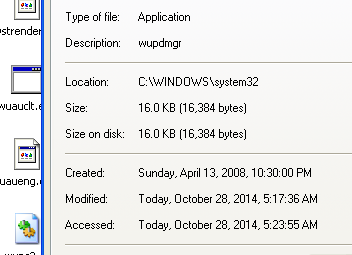 Type of file: Application
Description: wupdmgr
Location: C:\WINDOWS\system32
Size: 16.0 KB (16,384 bytes)
Size on disk: 16.0 KB (16,384 bytes)
Created: Sunday, April 13, 2008, 10:30:00 PM
Modified: Today, October 28, 2014, 5:17:36 AM
Accessed: Today, October 28, 2014, 5:23:55 AM
vstrender
wuauclt.e
uaueng.